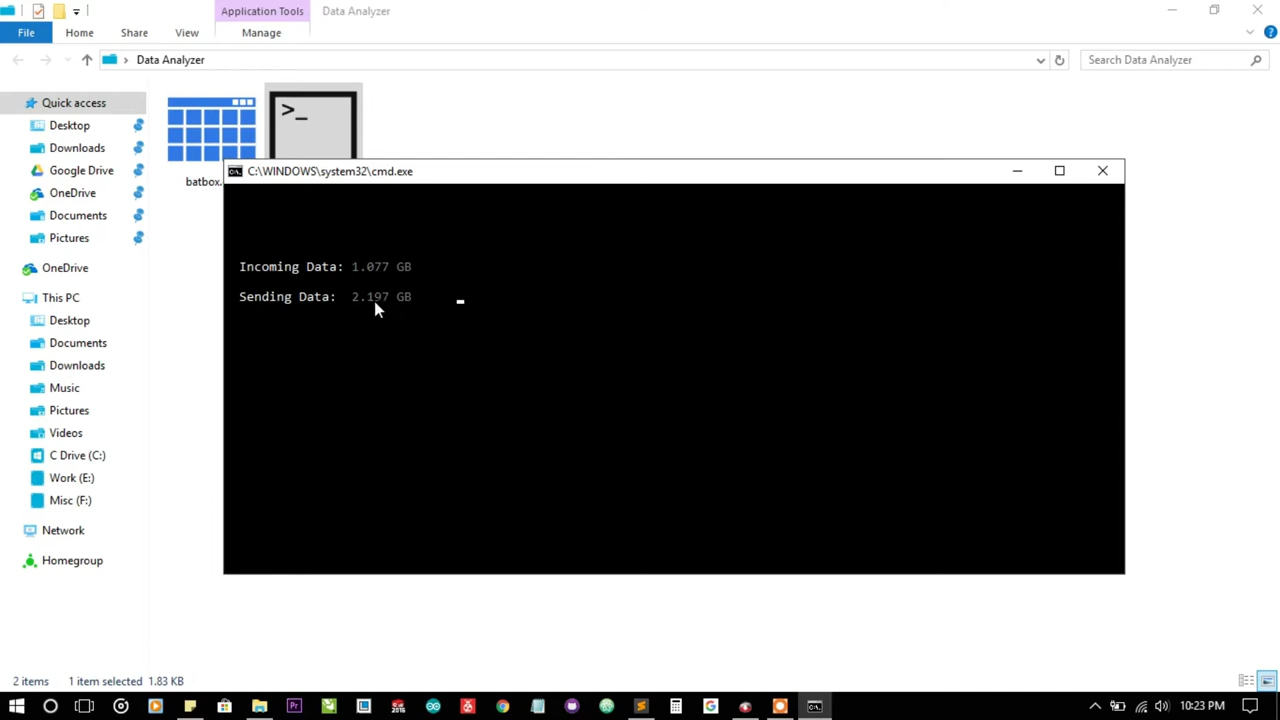 Application Tools
Data Analyzer
File
Home
Share
View
Manage
Data Analyzer
Search Data Analyzer
Quick access
Desktop
Downloads
Google Drive
OneDrive
Documents
Pictures
OneDrive
This PC
Desktop
Documents
Downloads
Music
Pictures
Videos
C Drive (C:)
Work (E:)
Misc (F:)
Network
Homegroup
>_
batbox.
C:\WINDOWS\system32\cmd.exe
Incoming Data: 1.077 GB
Sending Data: 2.197 GB
2 items 1 item selected 1.83 KB
Pr
2015
G
10:23 PM